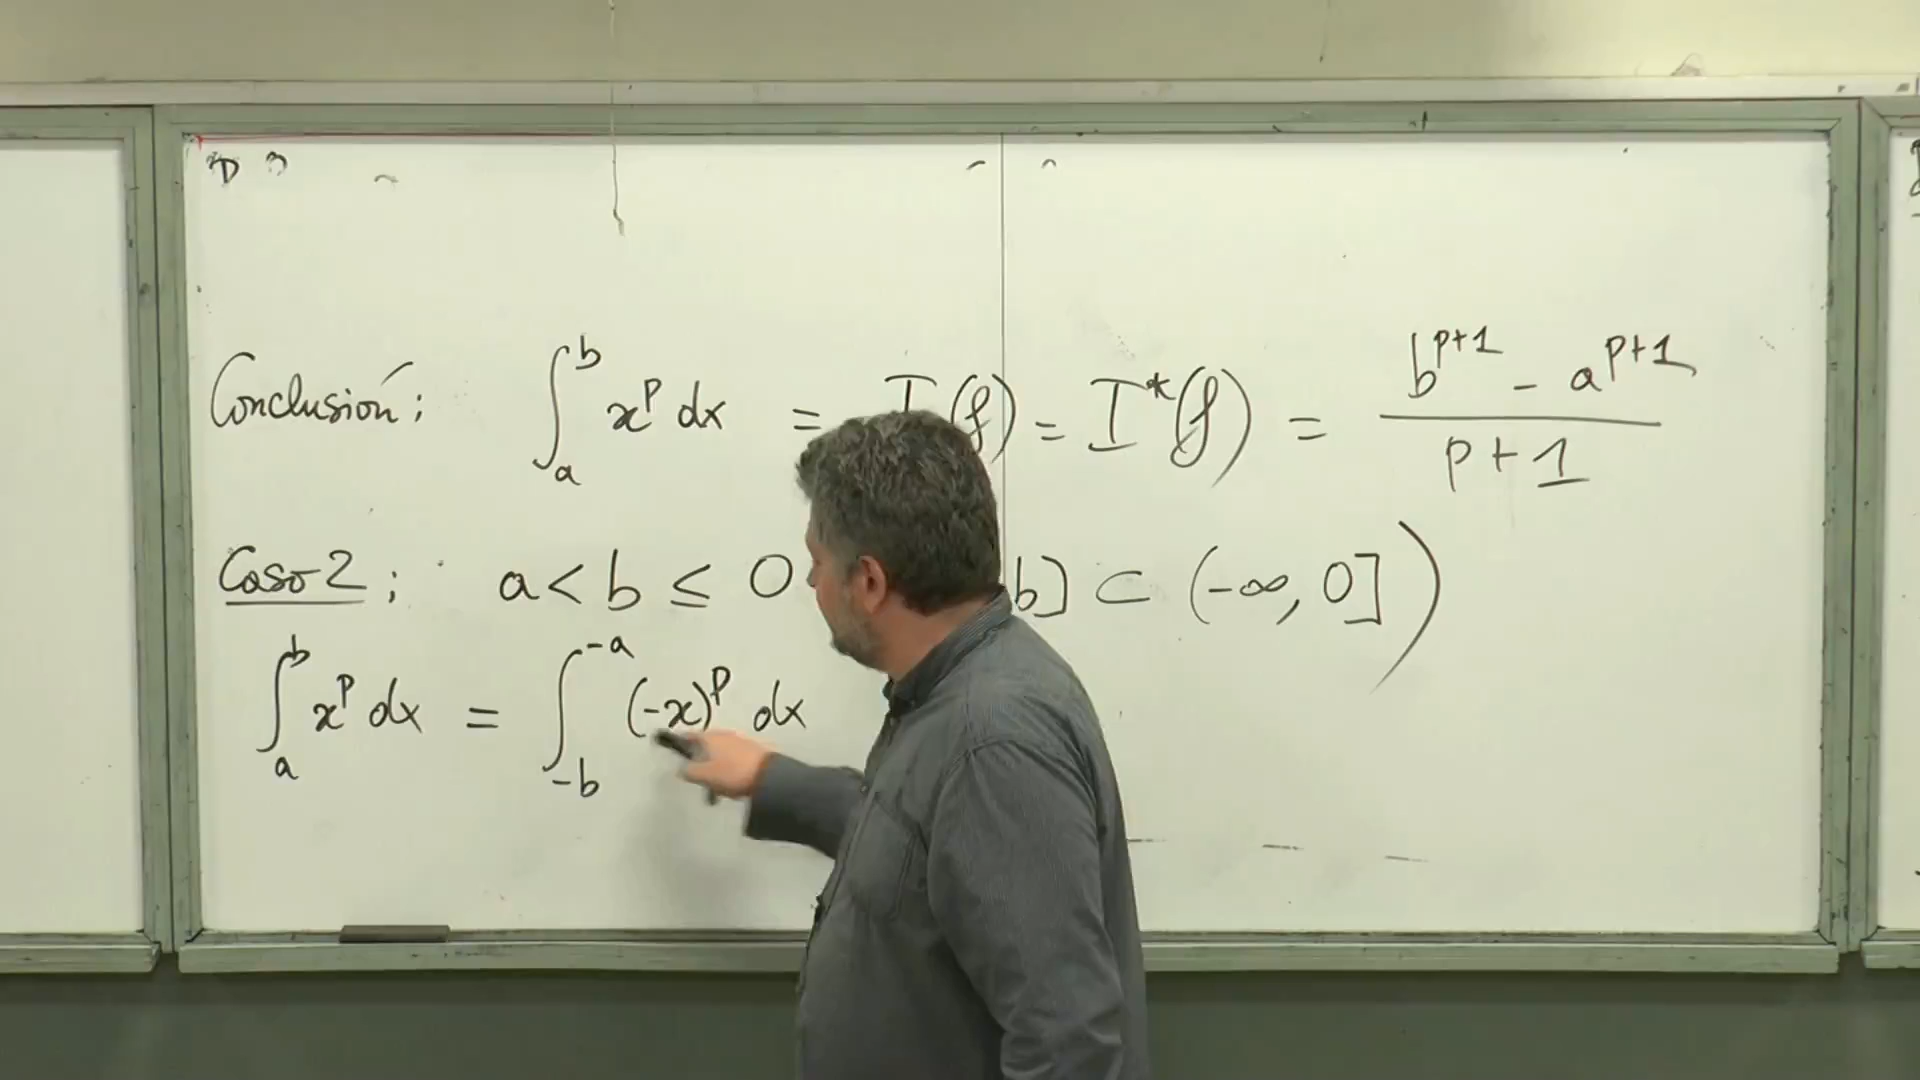 Conclusión: ∫_a^b x^p dx = I(f) = I*(f) = (b^{p+1} - a^{p+1}) / (p+1)
Caso 2: a < b ≤ 0 b] ⊂ (-∞, 0])
∫_a^b x^p dx = ∫_{-b}^{-a} (-x)^p dx